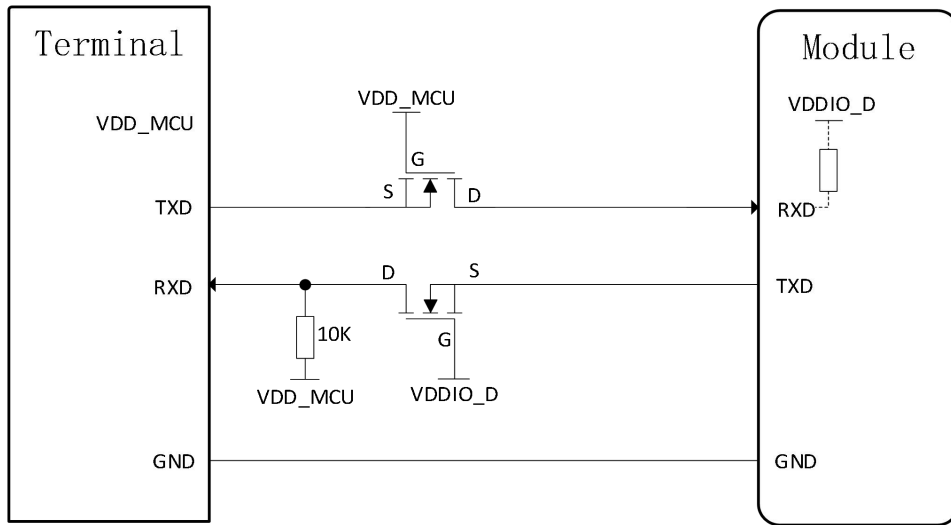 Terminal
Module
VDD_MCU
VDDIO_D
VDD_MCU
G
S
D
TXD
RXD
D
S
RXD
TXD
10K
G
VDD_MCU
VDDIO_D
GND
GND